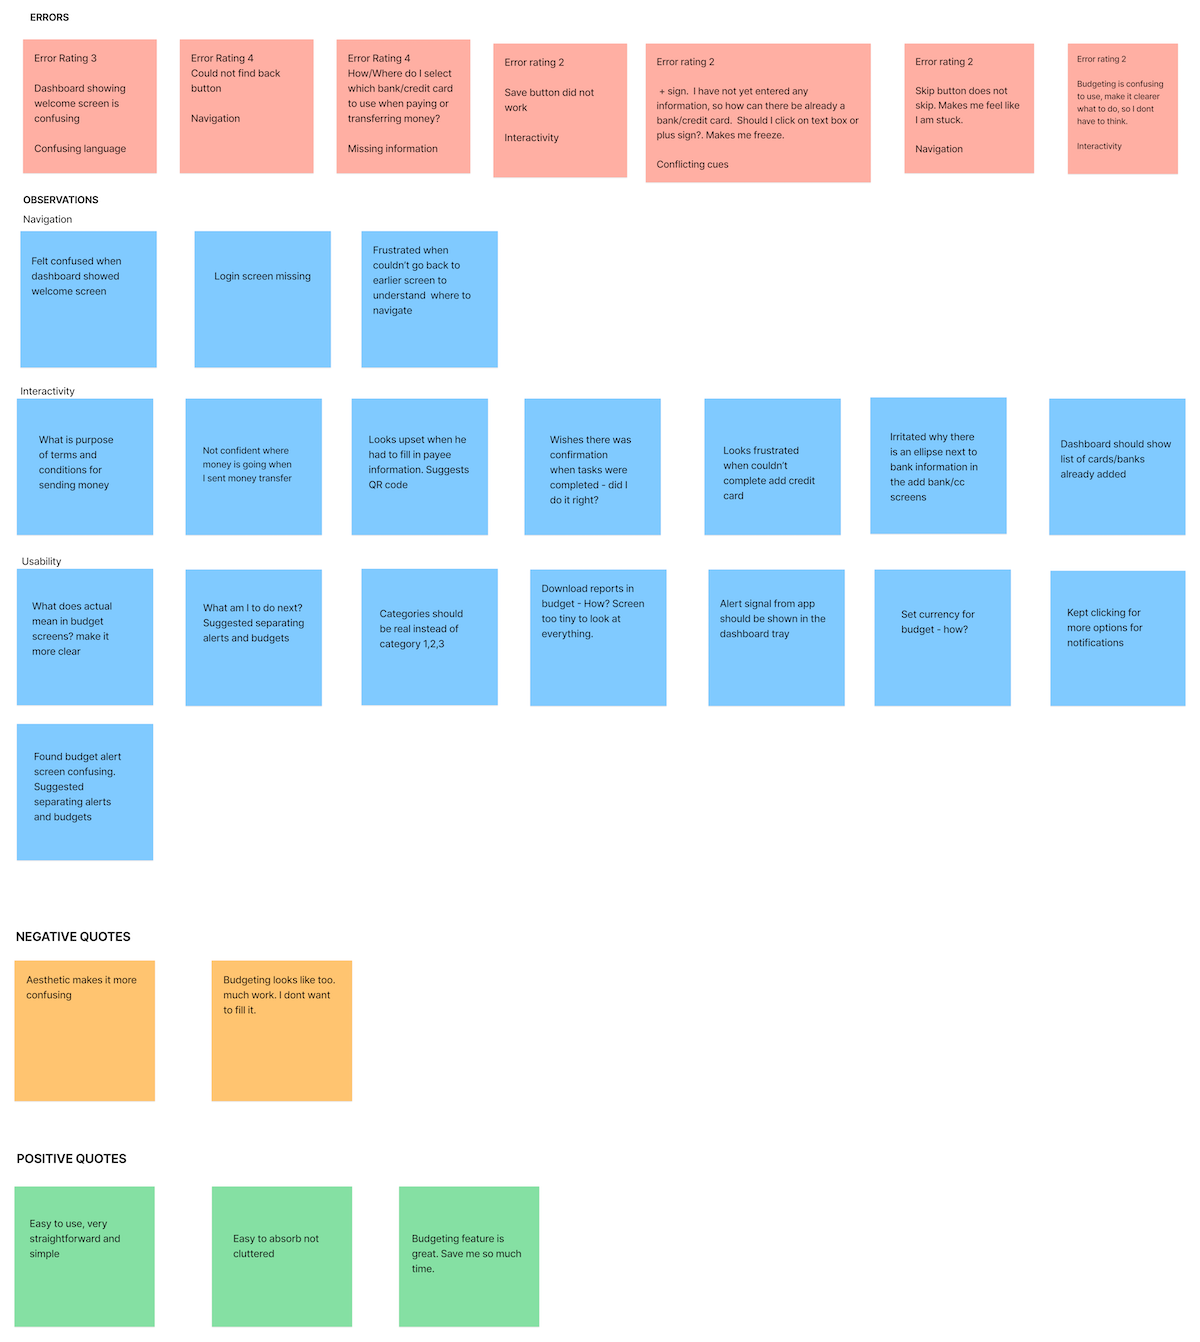 ERRORS
Error Rating 3
Dashboard showing
welcome screen is
confusing
Confusing language
Error Rating 4
Could not find back
button
Navigation
Error Rating 4
How/Where do I select
which bank/credit card
to use when paying or
transferring money?
Missing information
Error rating 2
Save button did not
work
Interactivity
Error rating 2
+ sign.  I have not yet entered any
information, so how can there be already a
bank/credit card.  Should I click on text box or
plus sign?. Makes me freeze.
Conflicting cues
Error rating 2
Skip button does not
skip. Makes me feel like
I am stuck.
Navigation
Error rating 2
Budgeting is confusing
to use, make it clearer
what to do, so I dont
have to think.
Interactivity
OBSERVATIONS
Navigation
Felt confused when
dashboard showed
welcome screen
Login screen missing
Frustrated when
couldn't go back to
earlier screen to
understand  where to
navigate
Interactivity
What is purpose
of terms and
conditions for
sending money
Not confident where
money is going when
I sent money transfer
Looks upset when he
had to fill in payee
information. Suggests
QR code
Wishes there was
confirmation
when tasks were
completed - did I
do it right?
Looks frustrated
when couldn't
complete add credit
card
Irritated why there
is an ellipse next to
bank information in
the add bank/cc
screens
Dashboard should show
list of cards/banks
already added
Usability
What does actual
mean in budget
screens? make it
more clear
What am I to do next?
Suggested separating
alerts and budgets
Categories should
be real instead of
category 1,2,3
Download reports in
budget - How? Screen
too tiny to look at
everything.
Alert signal from app
should be shown in the
dashboard tray
Set currency for
budget - how?
Kept clicking for
more options for
notifications
Found budget alert
screen confusing.
Suggested
separating alerts
and budgets
NEGATIVE QUOTES
Aesthetic makes it more
confusing
Budgeting looks like too.
much work. I dont want
to fill it.
POSITIVE QUOTES
Easy to use, very
straightforward and
simple
Easy to absorb not
cluttered
Budgeting feature is
great. Save me so much
time.